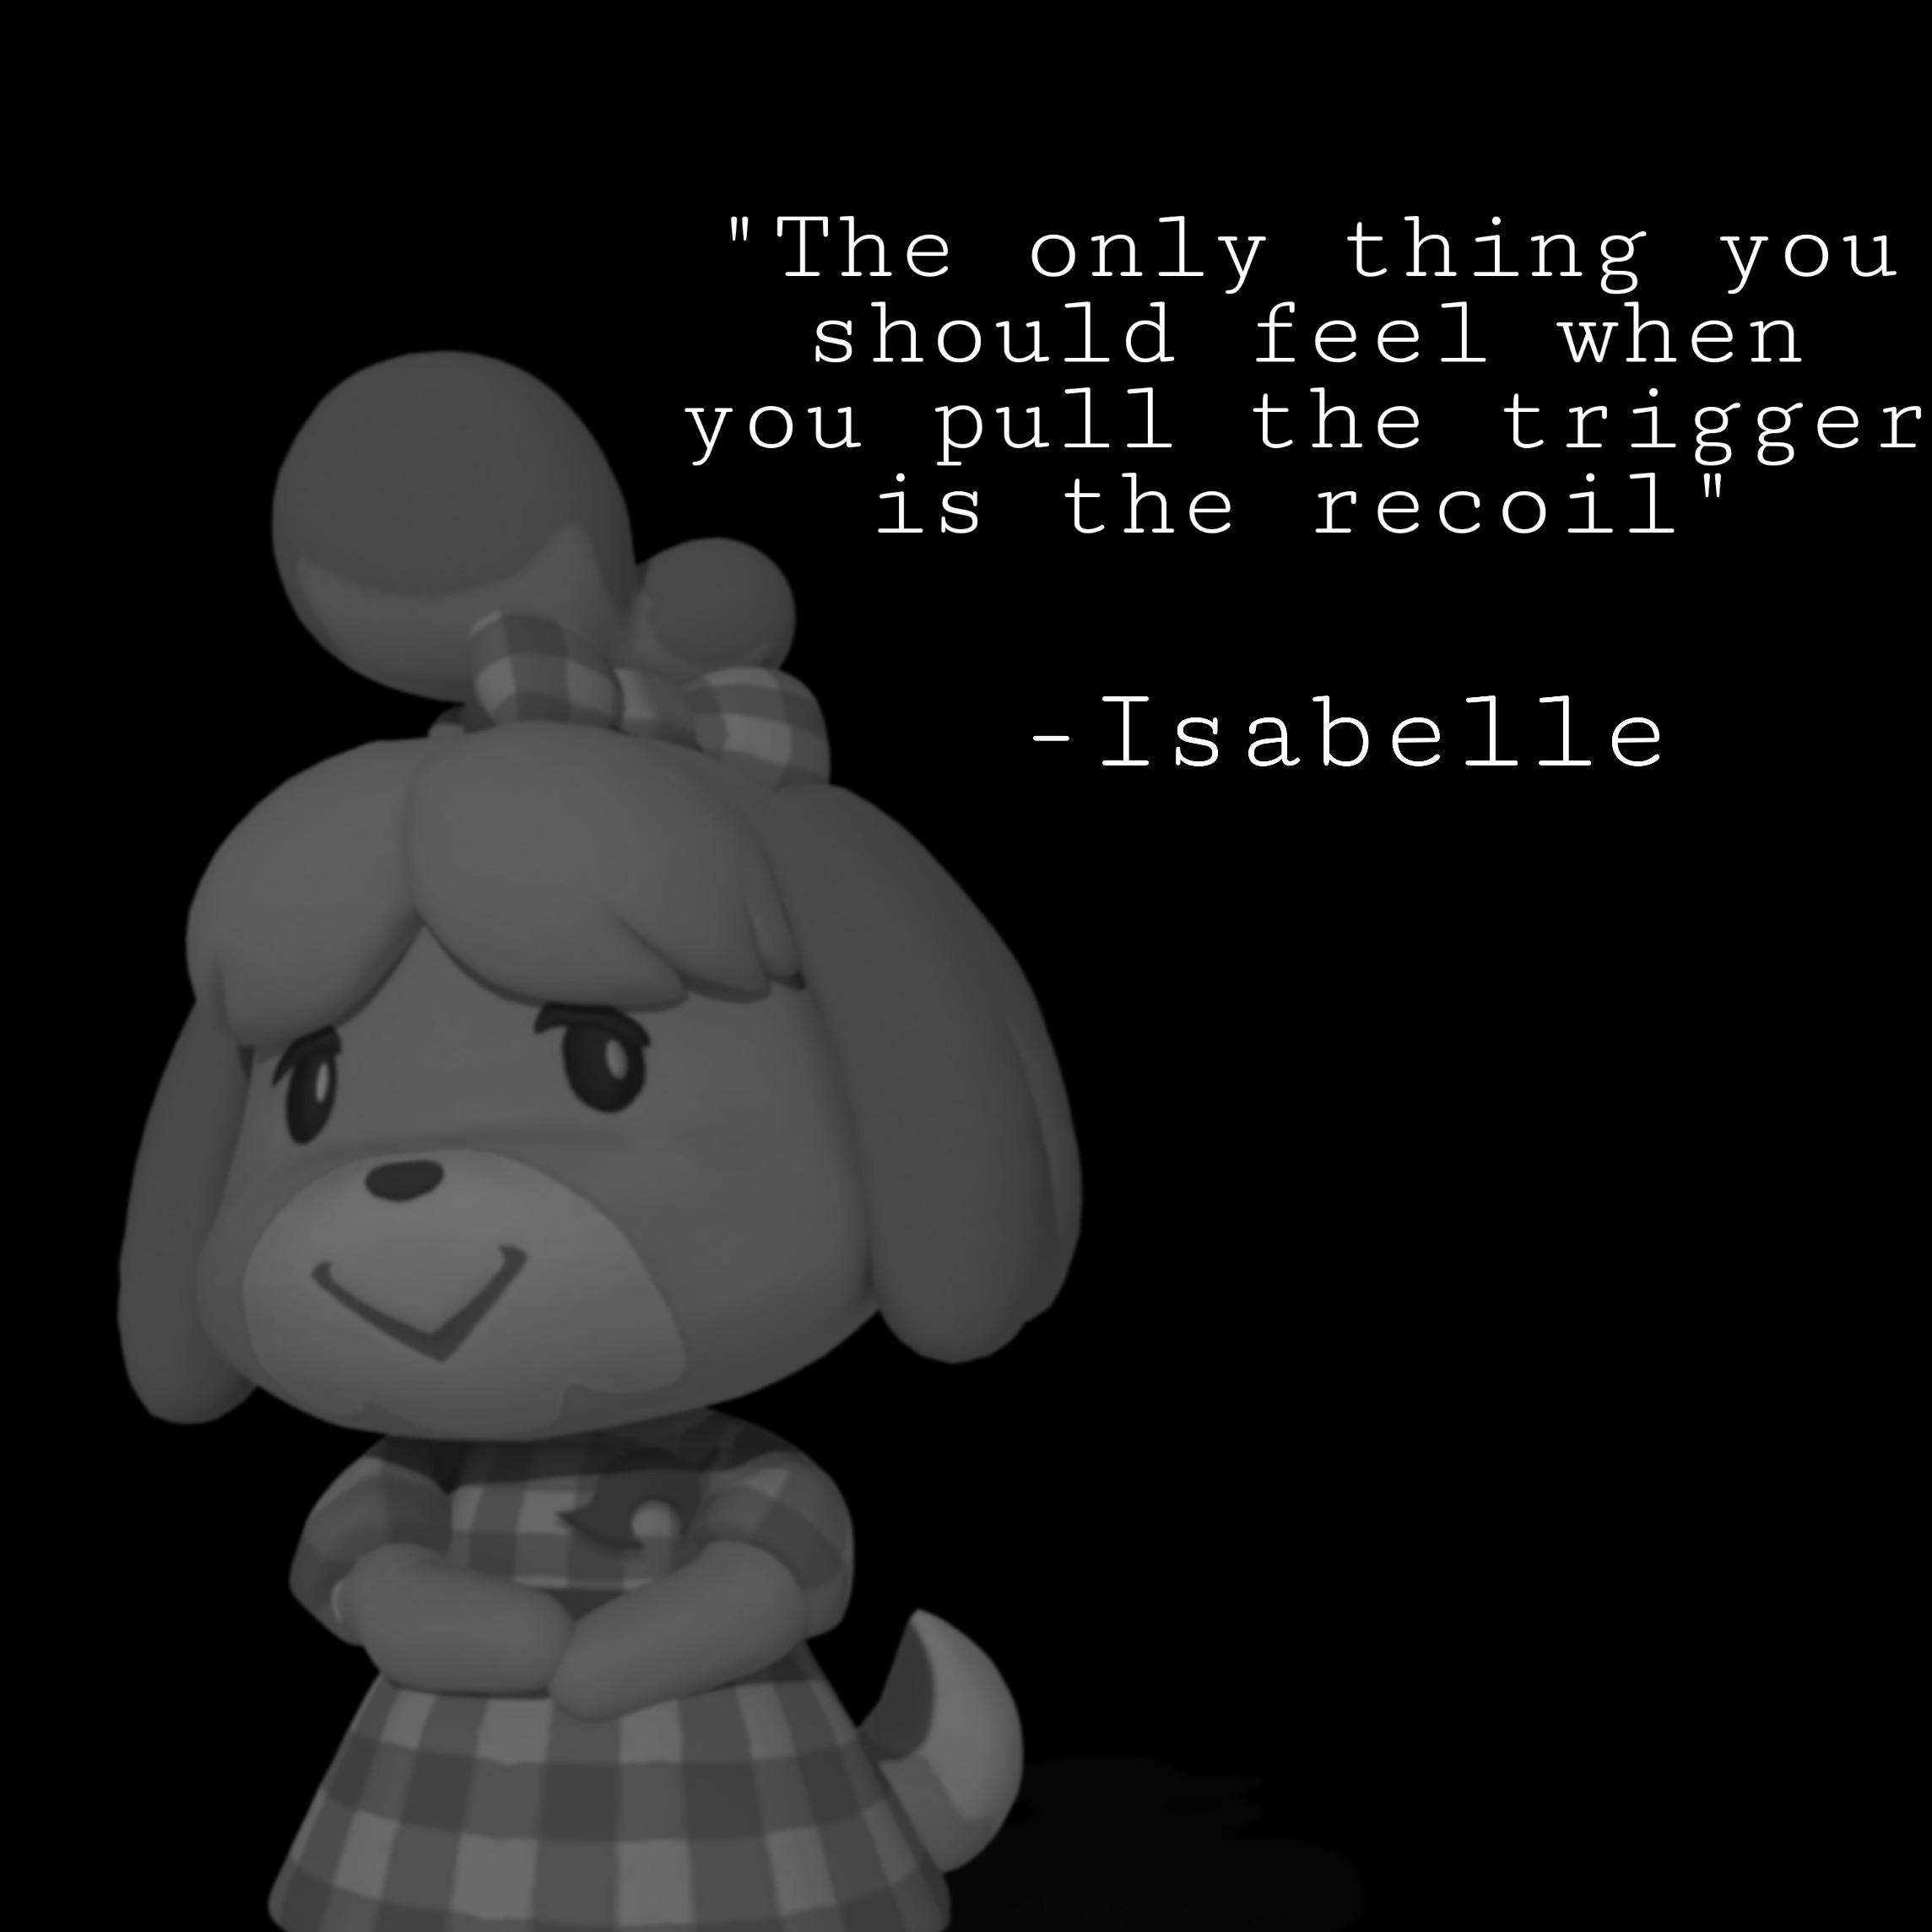 "The only thing you
should feel when
you pull the trigger
is the recoil"
-Isabelle